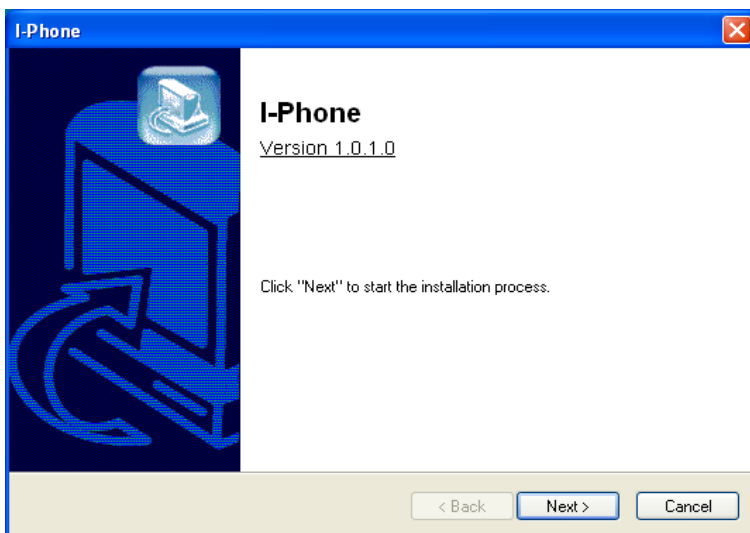 I-Phone
I-Phone
Version 1.0.1.0
Click "Next" to start the installation process.
< Back Next > Cancel